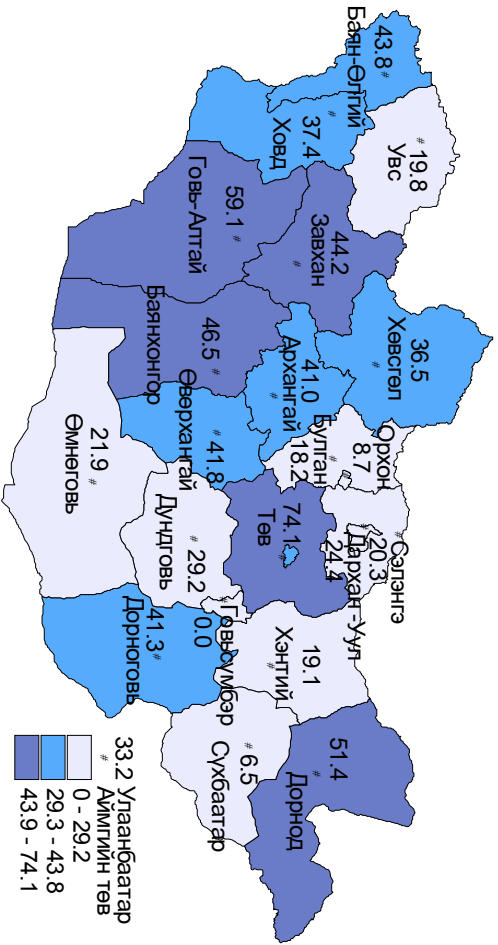 43.8
Баян-Өлгий
19.8
Увс
37.4
Ховд
44.2
Завхан
59.1
Говь-Алтай
36.5
Хөвсгөл
46.5
Баянхонгор
41.0
Архангай
Орхон
8.7
Булган
18.2
41.8
Өвөрхангай
Сэлэнгэ
20.3
Дархан-Уул
24.4
74.1
Төв
21.9
Өмнөговь
29.2
Дундговь
Говьсүмбэр
0.0
19.1
Хэнтий
41.3
Дорноговь
6.5
Сүхбаатар
51.4
Дорнод
33.2 Улаанбаатар
# Аймгийн төв
0 - 29.2
29.3 - 43.8
43.9 - 74.1